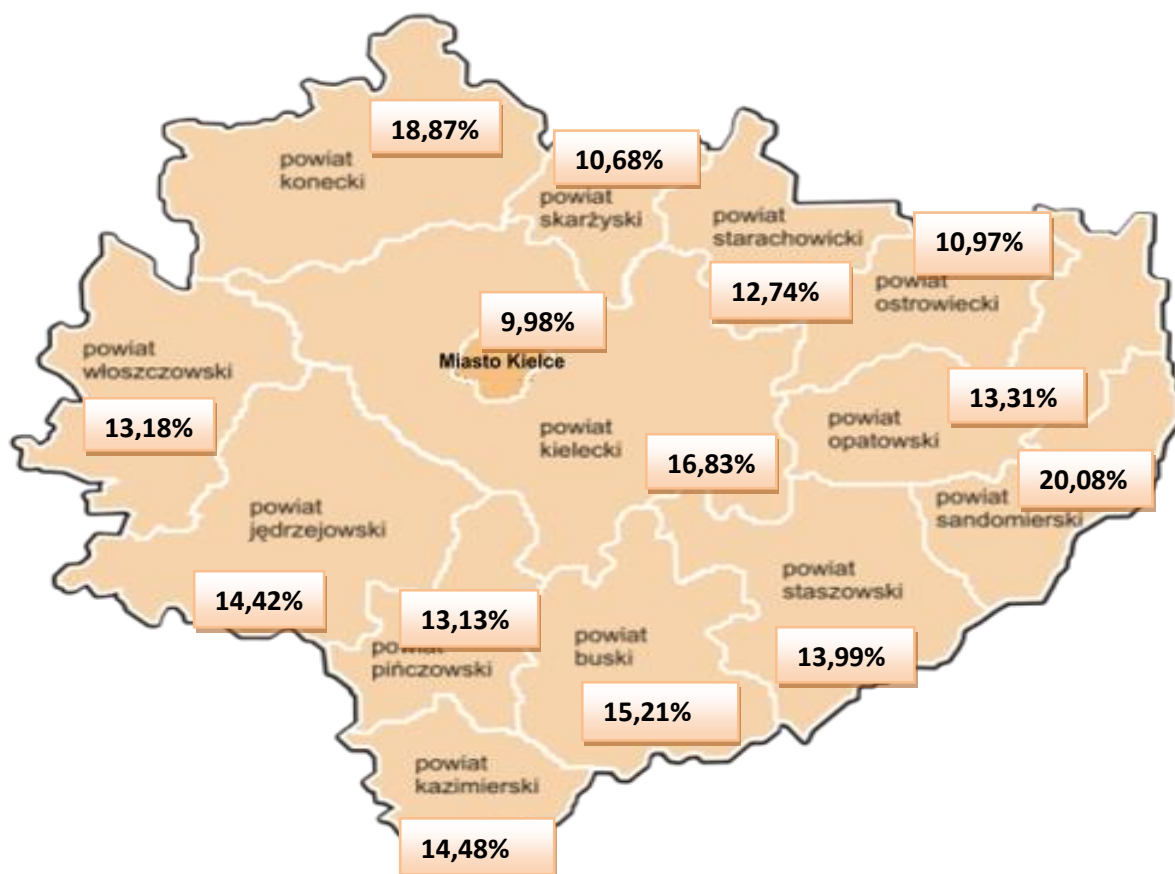 18,87%
powiat
konecki
10,68%
powiat
skarżyski
powiat
starachowicki
10,97%
12,74%
powiat
ostrowiecki
9,98%
Miasto Kielce
powiat
włoszczowski
13,18%
13,31%
powiat
opatowski
powiat
kielecki
16,83%
20,08%
powiat
sandomierski
powiat
jędrzejowski
14,42%
13,13%
powiat
pińczowski
powiat
buski
15,21%
powiat
staszowski
13,99%
powiat
kazimierski
14,48%